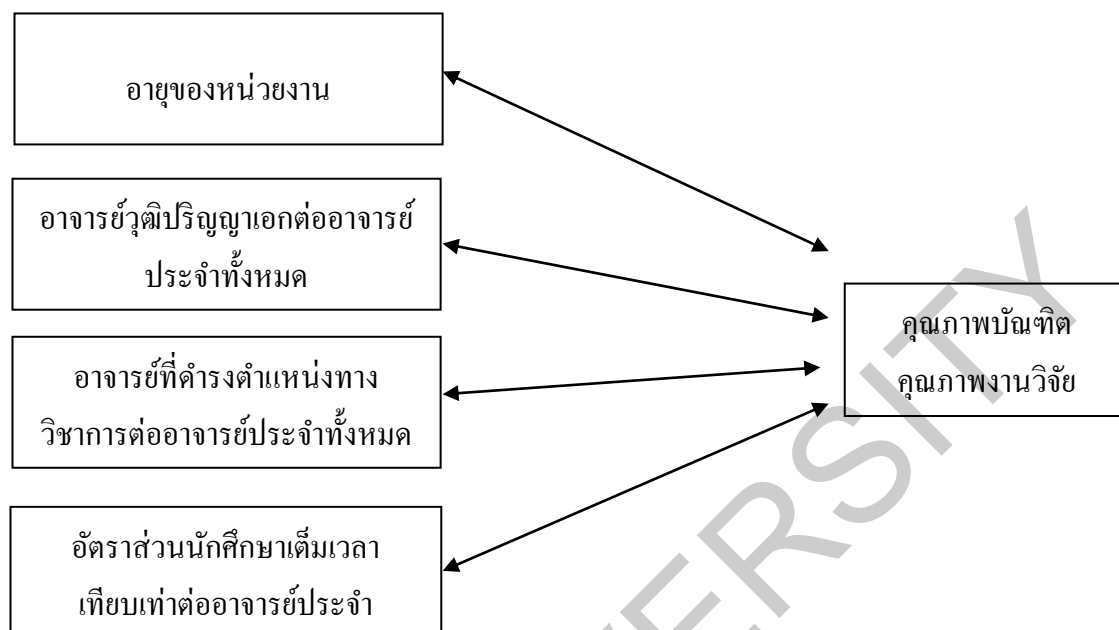 อายุของหน่วยงาน
อาจารย์วุฒิปริญญาเอกต่ออาจารย์
ประจำทั้งหมด
อาจารย์ที่ดำรงตำแหน่งทาง
วิชาการต่ออาจารย์ประจำทั้งหมด
อัตราส่วนนักศึกษาเต็มเวลา
เทียบเท่าต่ออาจารย์ประจำ
คุณภาพบัณฑิต
คุณภาพงานวิจัย
VERSITY